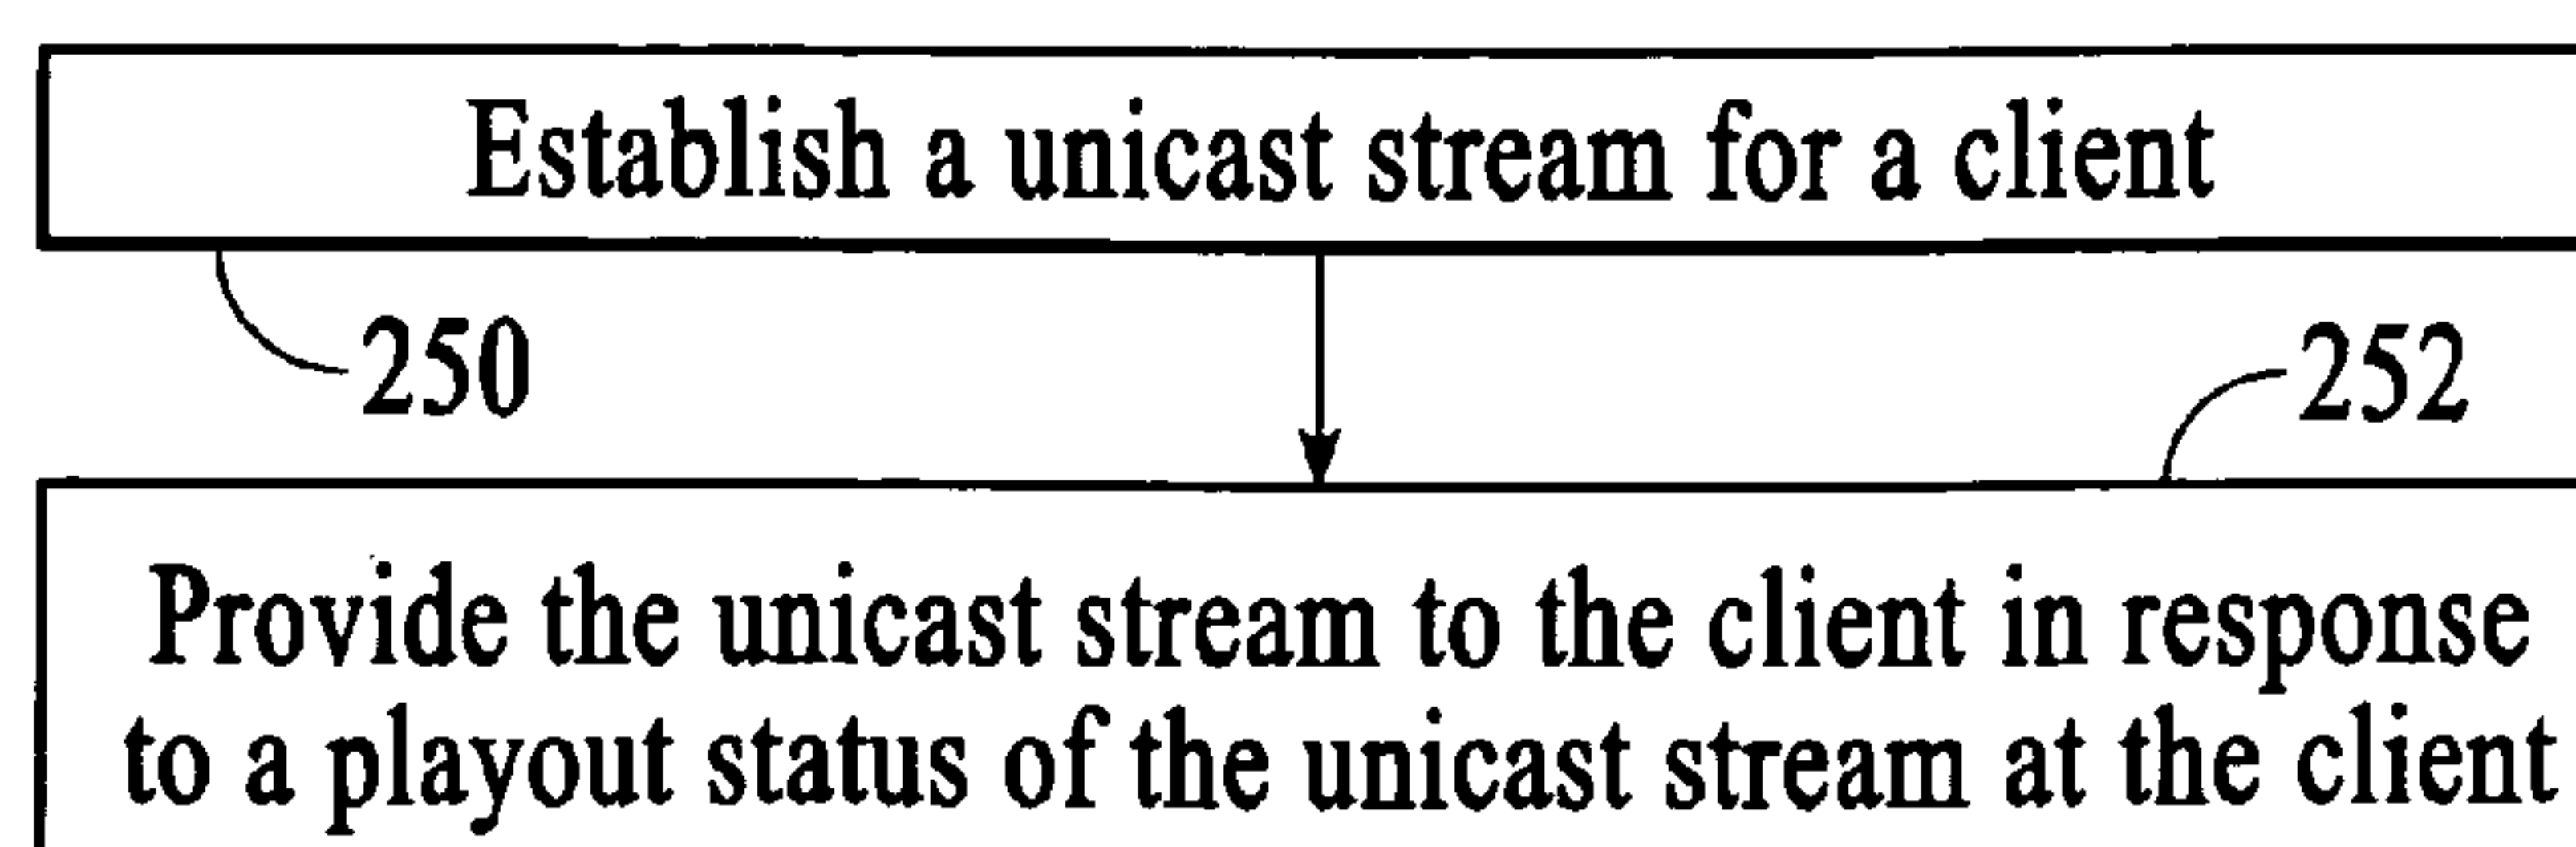 Establish a unicast stream for a client
250
252
Provide the unicast stream to the client in response
to a playout status of the unicast stream at the client